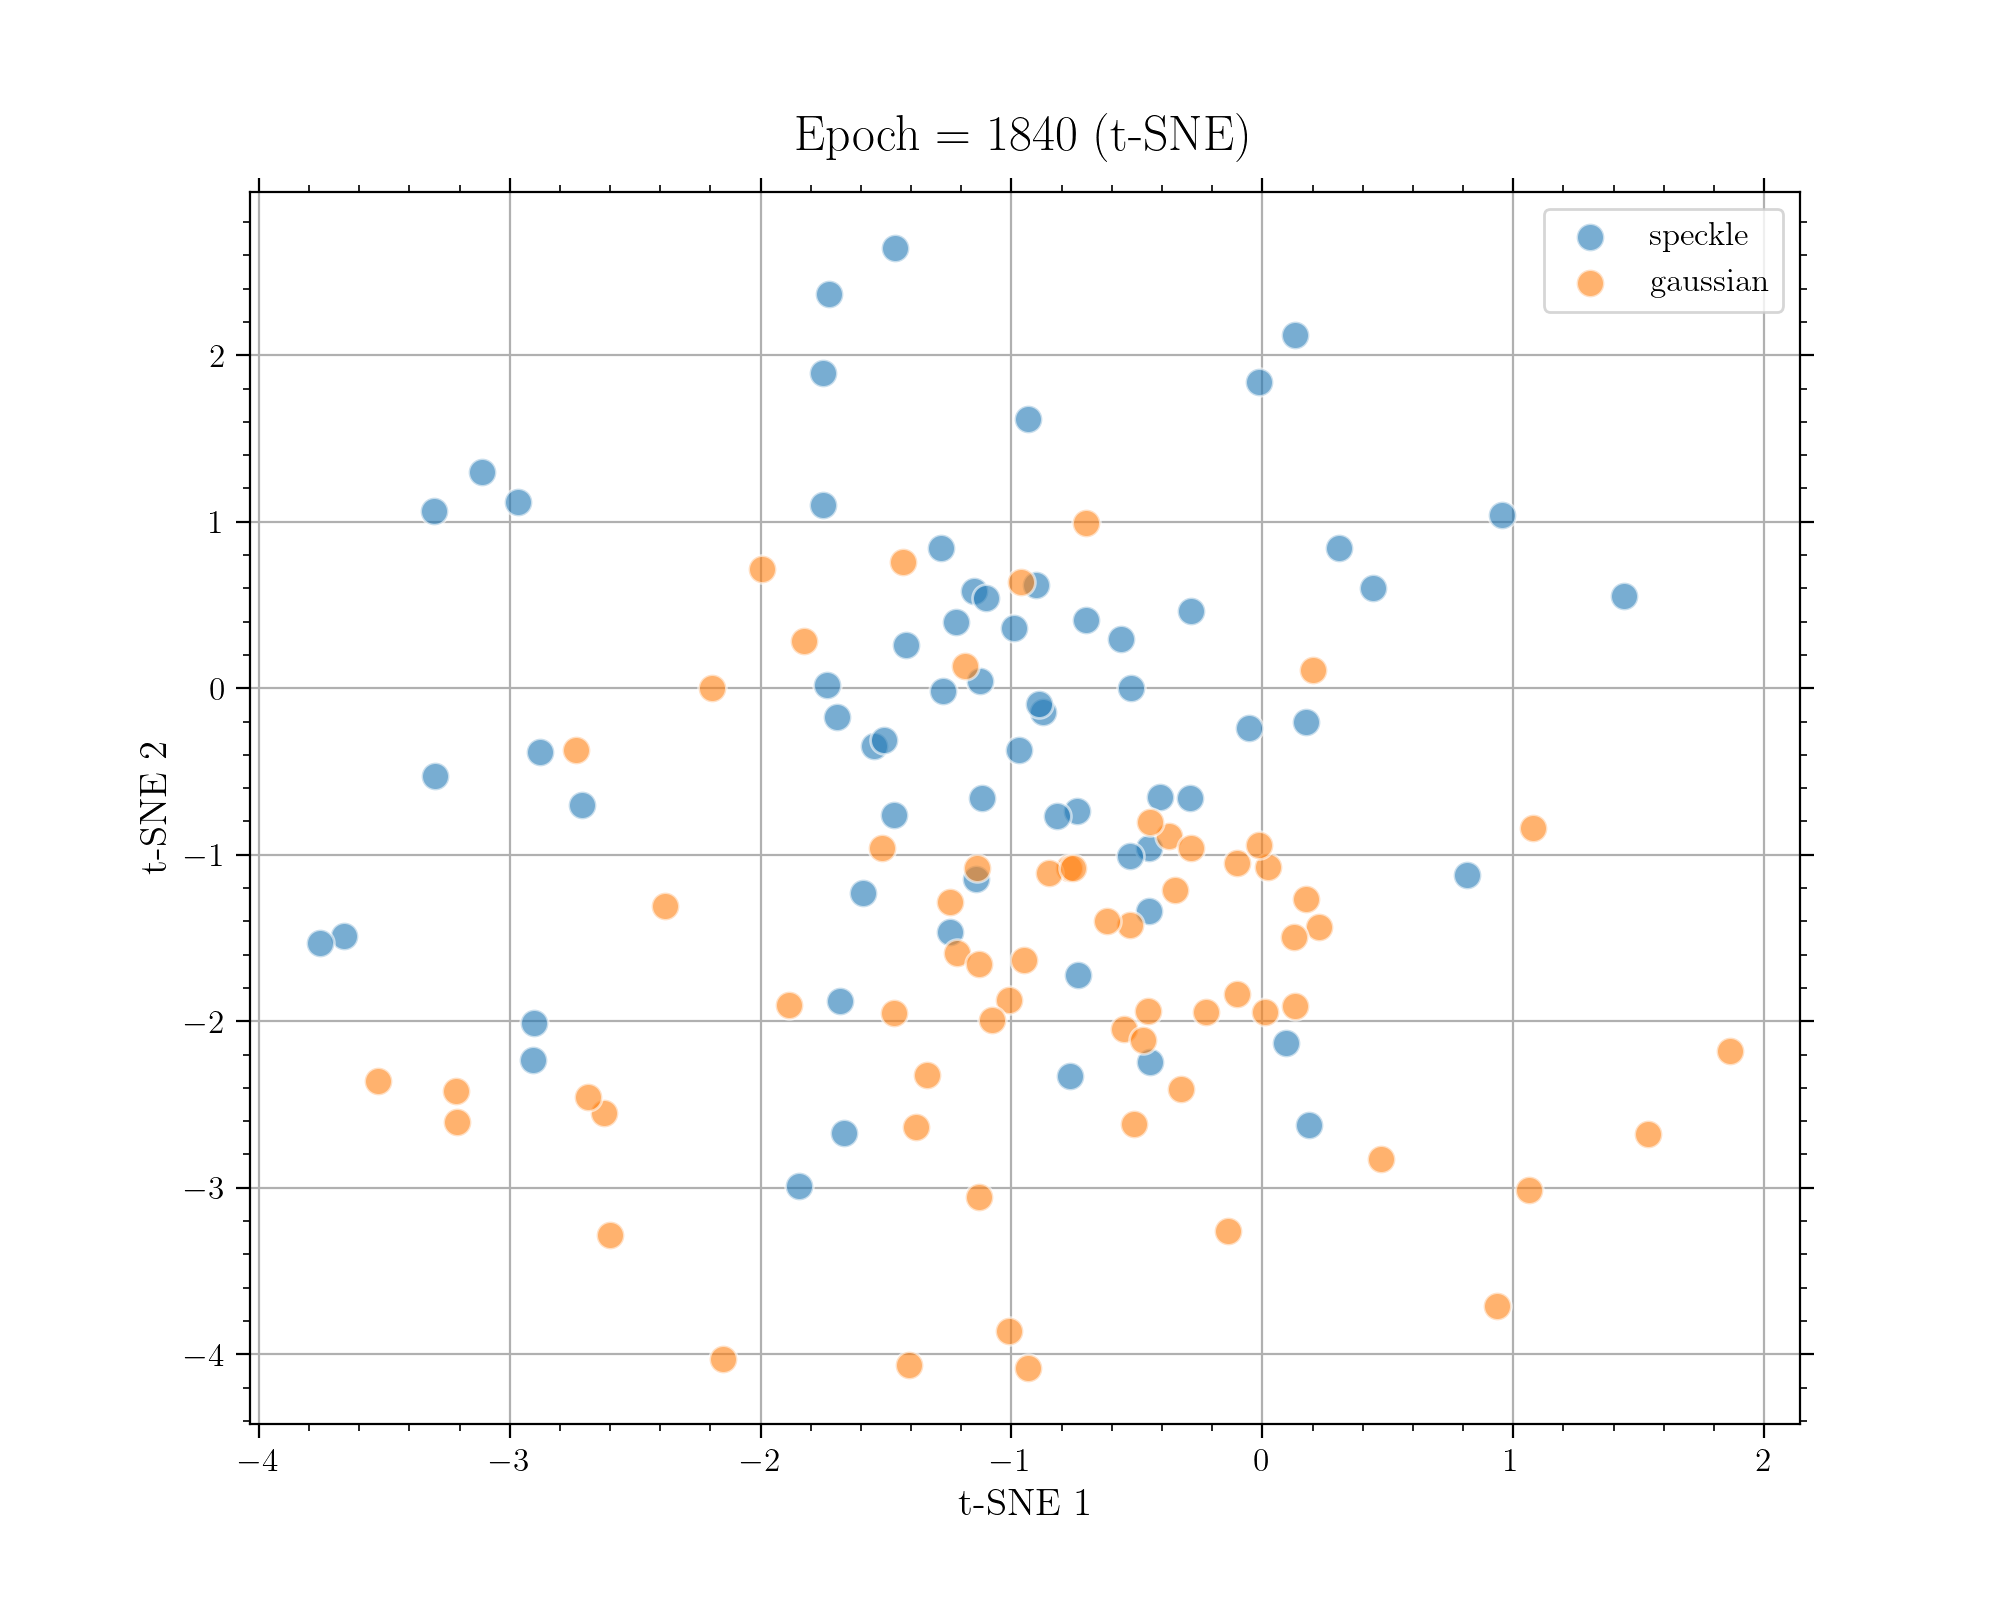 Epoch = 1840 (t-SNE)
speckle
gaussian
2
1
0
−1
−2
−3
−4
t-SNE 2
−4 −3 −2 −1 0 1 2
t-SNE 1